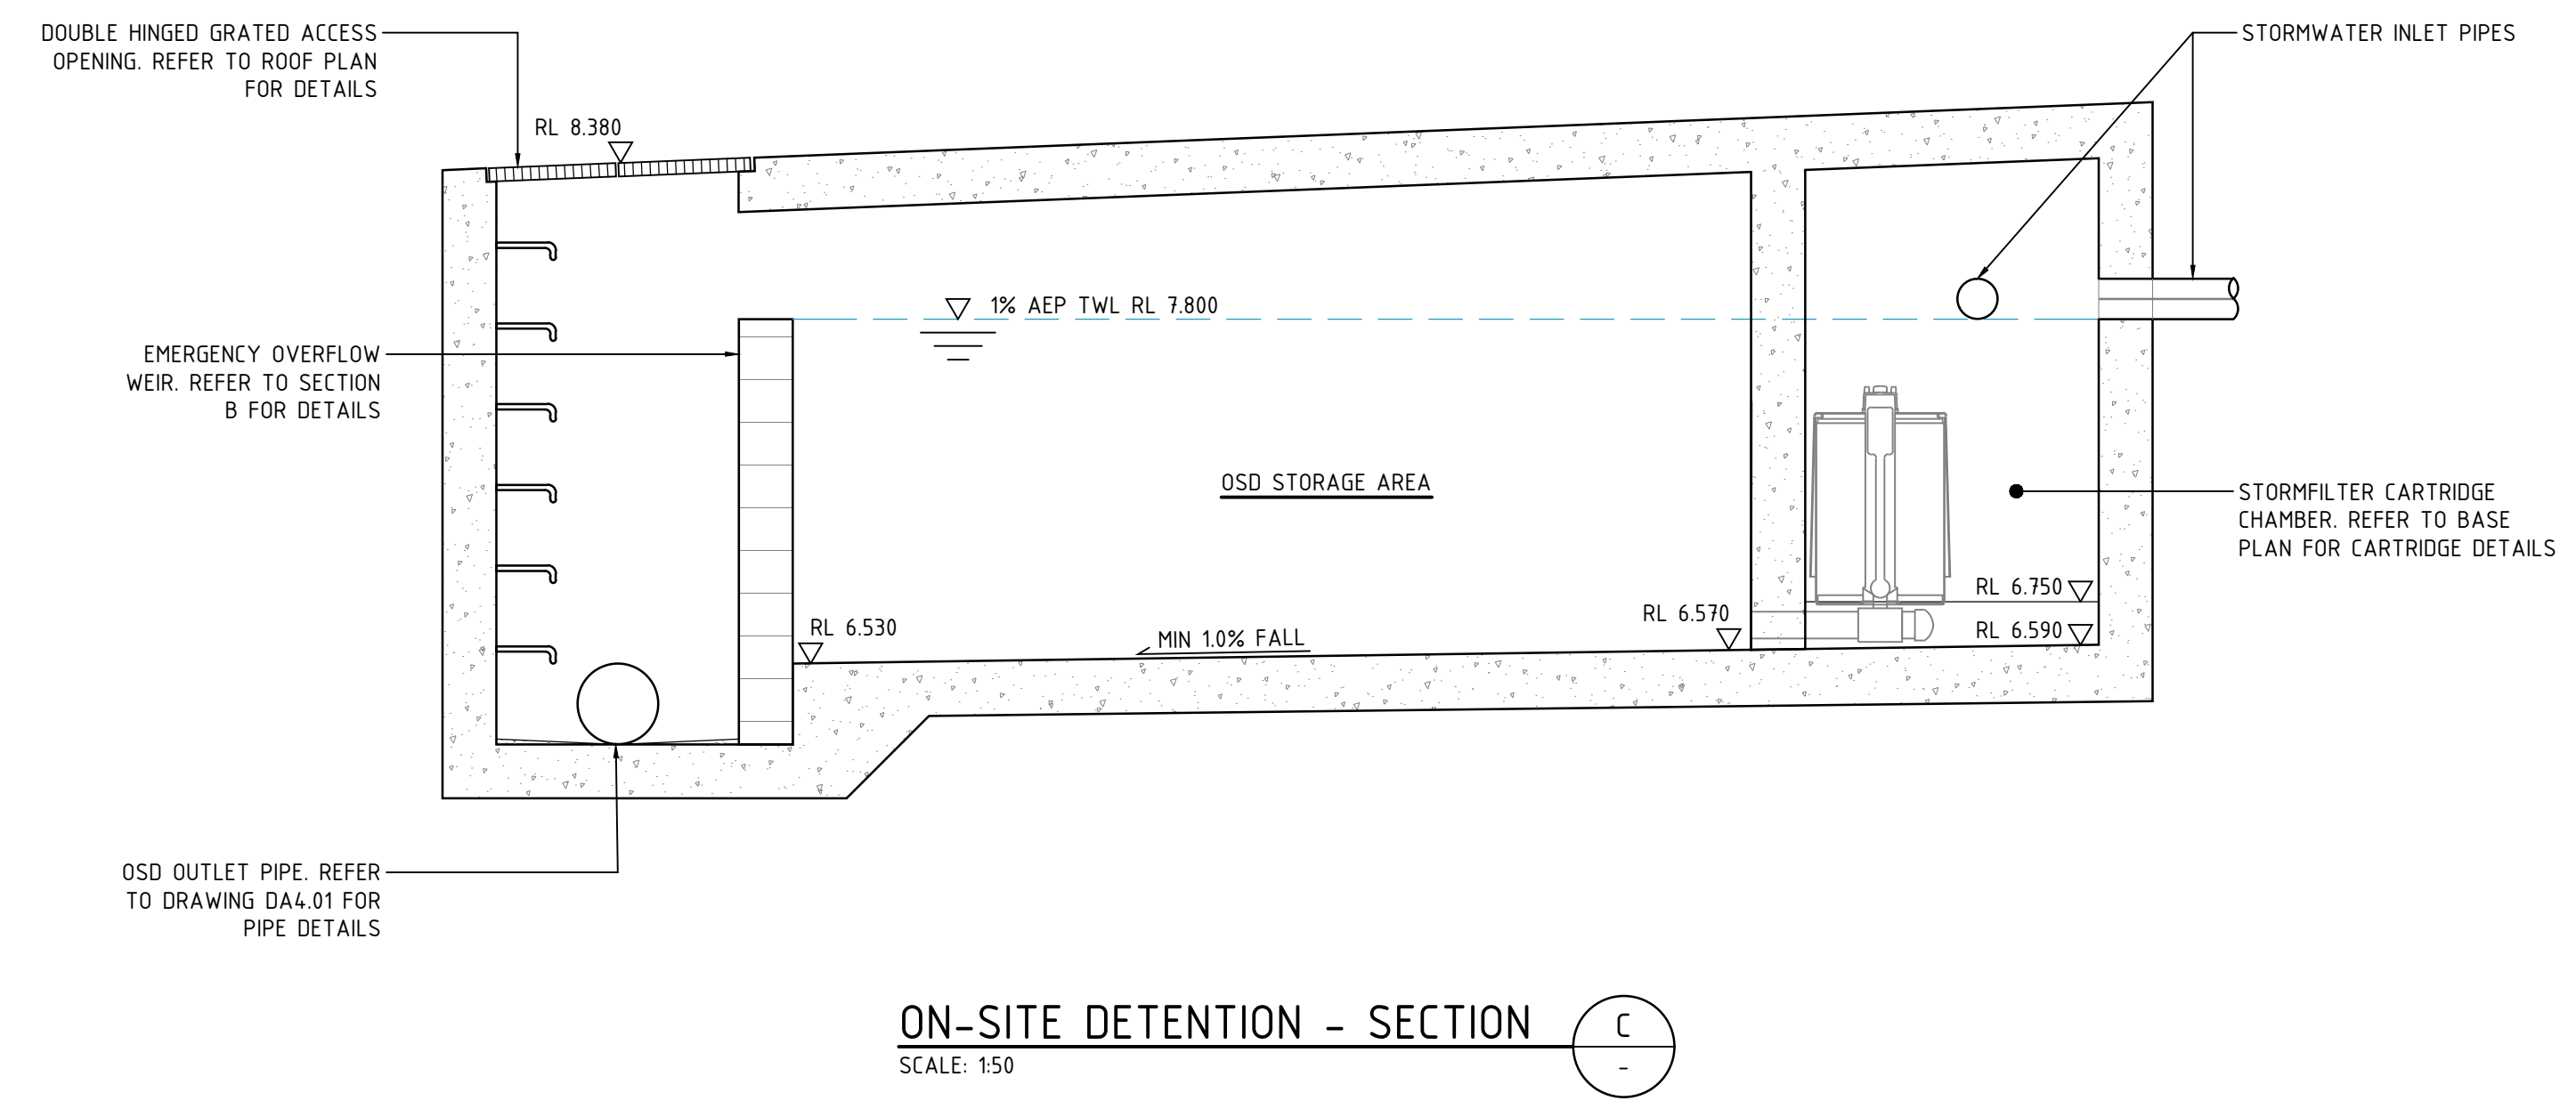 DOUBLE HINGED GRATED ACCESS
OPENING. REFER TO ROOF PLAN
FOR DETAILS
STORMWATER INLET PIPES
RL 8.380
1% AEP TWL RL 7.800
EMERGENCY OVERFLOW
WEIR. REFER TO SECTION
B FOR DETAILS
OSD STORAGE AREA
STORMFILTER CARTRIDGE
CHAMBER. REFER TO BASE
PLAN FOR CARTRIDGE DETAILS
RL 6.750
RL 6.530
MIN 1.0% FALL
RL 6.570
RL 6.590
OSD OUTLET PIPE. REFER
TO DRAWING DA4.01 FOR
PIPE DETAILS
ON-SITE DETENTION - SECTION
C
-
SCALE: 1:50